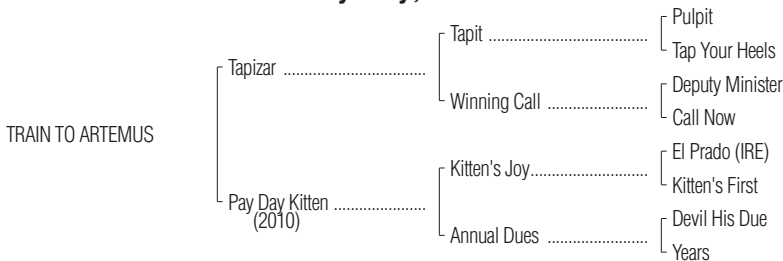 Pulpit
Tapit ........................................
Tap Your Heels
Tapizar ...................................
Deputy Minister
Winning Call .........................
Call Now
TRAIN TO ARTEMUS
El Prado (IRE)
Kitten's Joy.............................
Kitten's First
Pay Day Kitten .......................
(2010)
Devil His Due
Annual Dues .........................
Years